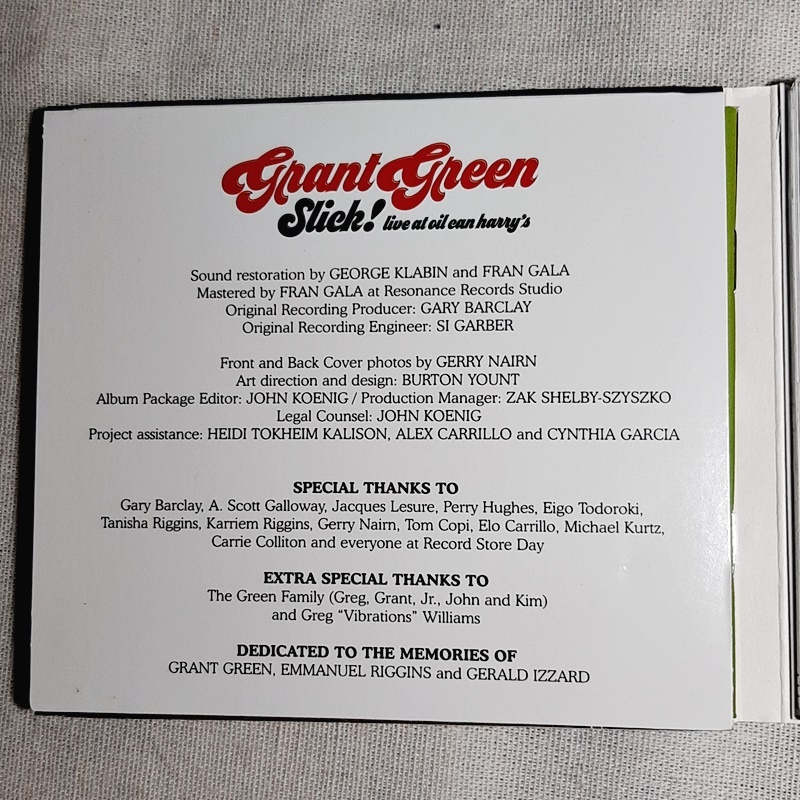 Grant Green
Slick! live at oil can harry's
Sound restoration by GEORGE KLABIN and FRAN GALA
Mastered by FRAN GALA at Resonance Records Studio
Original Recording Producer: GARY BARCLAY
Original Recording Engineer: SI GARBER
Front and Back Cover photos by GERRY NAIRN
Art direction and design: BURTON YOUNT
Album Package Editor: JOHN KOENIG / Production Manager: ZAK SHELBY-SZYSZKO
Legal Counsel: JOHN KOENIG
Project assistance: HEIDI TOKHEIM KALISON, ALEX CARRILLO and CYNTHIA GARCIA
SPECIAL THANKS TO
Gary Barclay, A. Scott Galloway, Jacques Lesure, Perry Hughes, Eigo Todoroki,
Tanisha Riggins, Karriem Riggins, Gerry Nairn, Tom Copi, Elo Carrillo, Michael Kurtz,
Carrie Colliton and everyone at Record Store Day
EXTRA SPECIAL THANKS TO
The Green Family (Greg, Grant, Jr., John and Kim)
and Greg “Vibrations” Williams
DEDICATED TO THE MEMORIES OF
GRANT GREEN, EMMANUEL RIGGINS and GERALD IZZARD